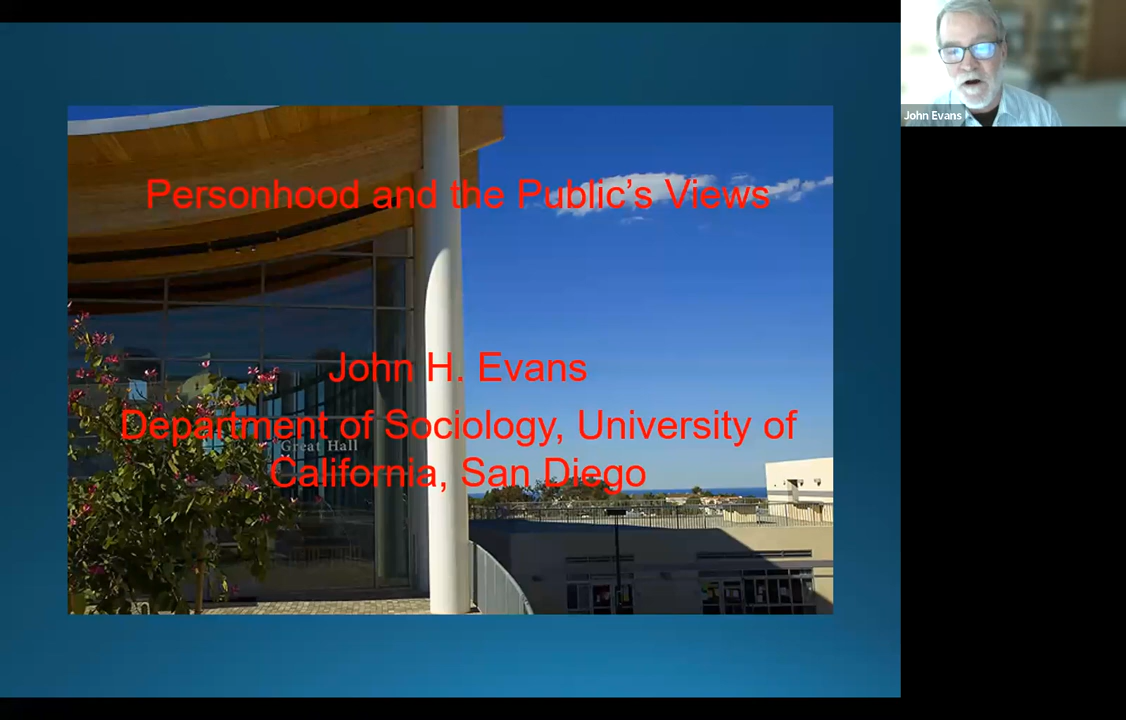 Personhood and the Public's Views
John H. Evans
Department of Sociology, University of
California, San Diego
Great Hall
John Evans